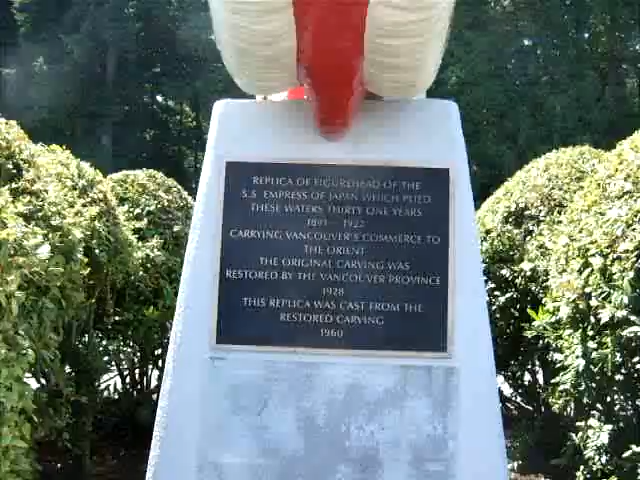 REPLICA OF FIGUREHEAD OF THE
S.S. EMPRESS OF JAPAN WHICH PLIED
THESE WATERS THIRTY ONE YEARS
1891 - 1922
CARRYING VANCOUVER'S COMMERCE TO
THE ORIENT
THE ORIGINAL CARVING WAS
RESTORED BY THE VANCOUVER PROVINCE
1928
THIS REPLICA WAS CAST FROM THE
RESTORED CARVING
1960